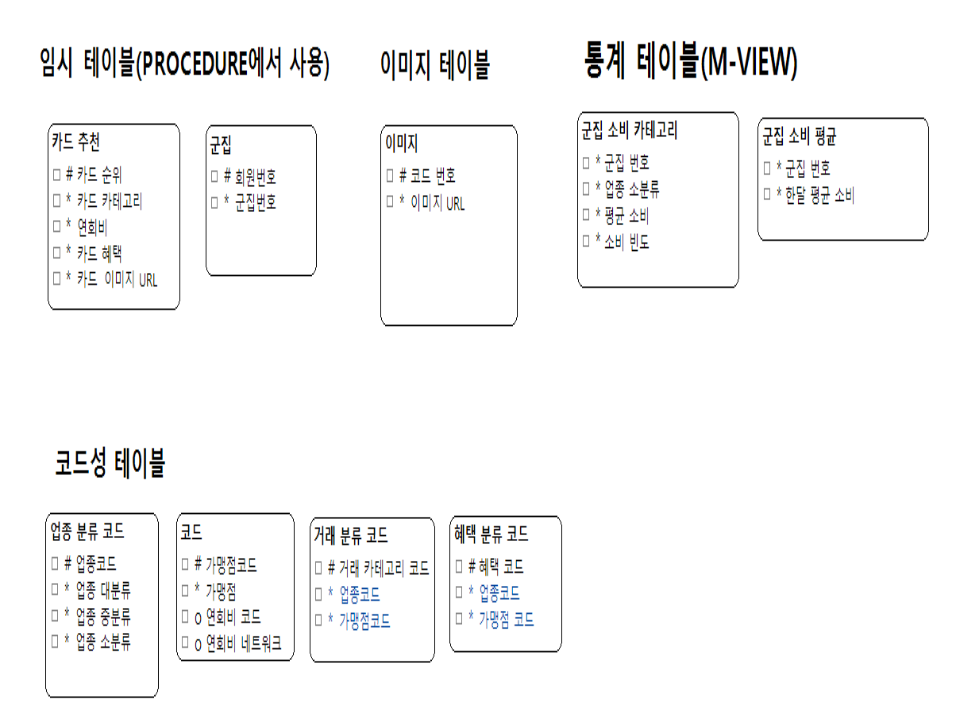 임시 테이블(PROCEDURE에서 사용)
카드 추천
□ # 카드 순위
□ * 카드 카테고리
□ * 연회비
□ * 카드 혜택
□ * 카드 이미지 URL
군집
□ # 회원번호
□ * 군집번호
이미지 테이블
이미지
□ # 코드 번호
□ * 이미지 URL
통계 테이블(M-VIEW)
군집 소비 카테고리
□ * 군집 번호
□ * 업종 소분류
□ * 평균 소비
□ * 소비 빈도
군집 소비 평균
□ * 군집 번호
□ * 한달 평균 소비
코드성 테이블
업종 분류 코드
□ # 업종코드
□ * 업종 대분류
□ * 업종 중분류
□ * 업종 소분류
코드
□ # 가맹점코드
□ * 가맹점
□ o 연회비 코드
□ o 연회비 네트워크
거래 분류 코드
□ # 거래 카테고리 코드
□ * 업종코드
□ * 가맹점코드
혜택 분류 코드
□ # 혜택 코드
□ * 업종코드
□ * 가맹점 코드